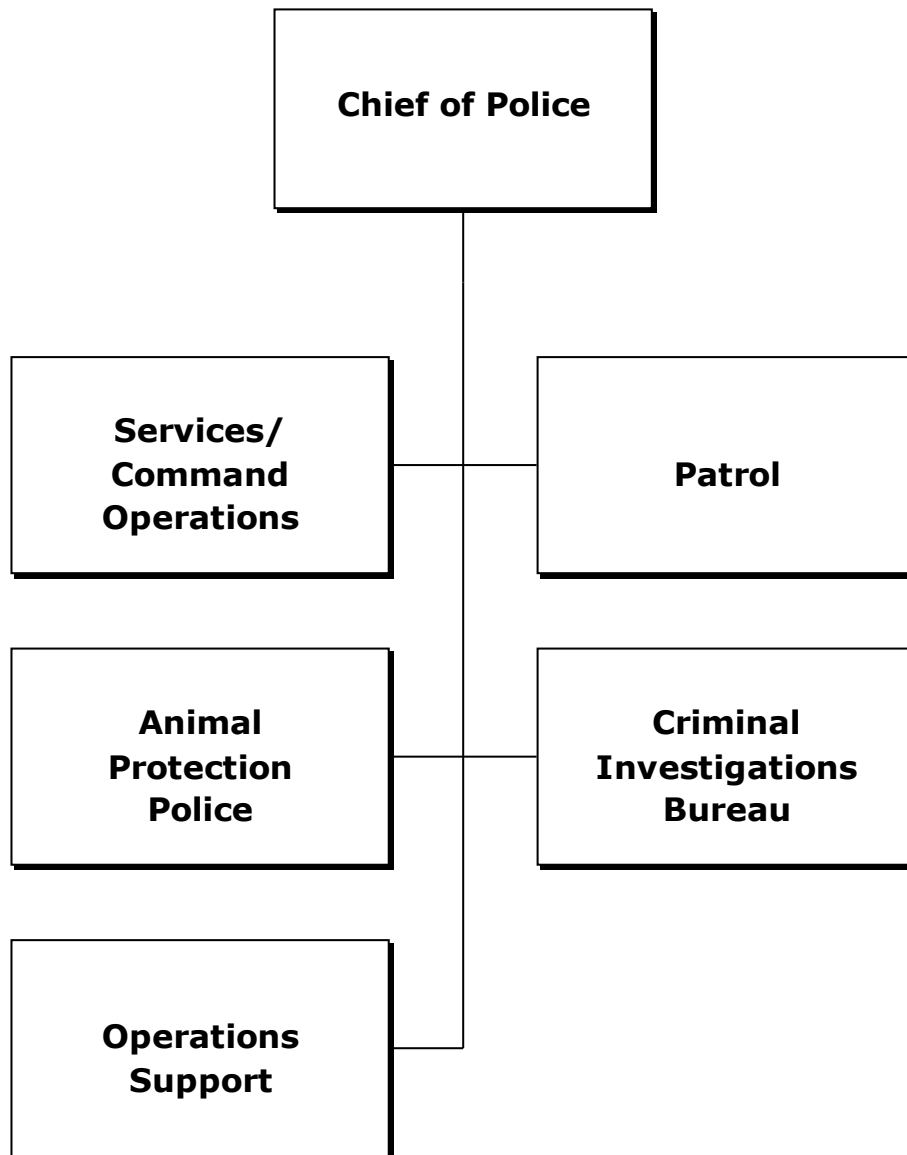 Chief of Police
Services/
Command
Operations
Patrol
Animal
Protection
Police
Criminal
Investigations
Bureau
Operations
Support